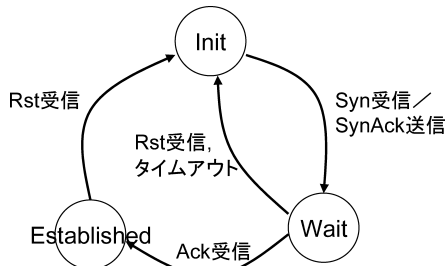 Init
Rst受信
Syn受信／
SynAck送信
Rst受信,
タイムアウト
Established
Wait
Ack受信